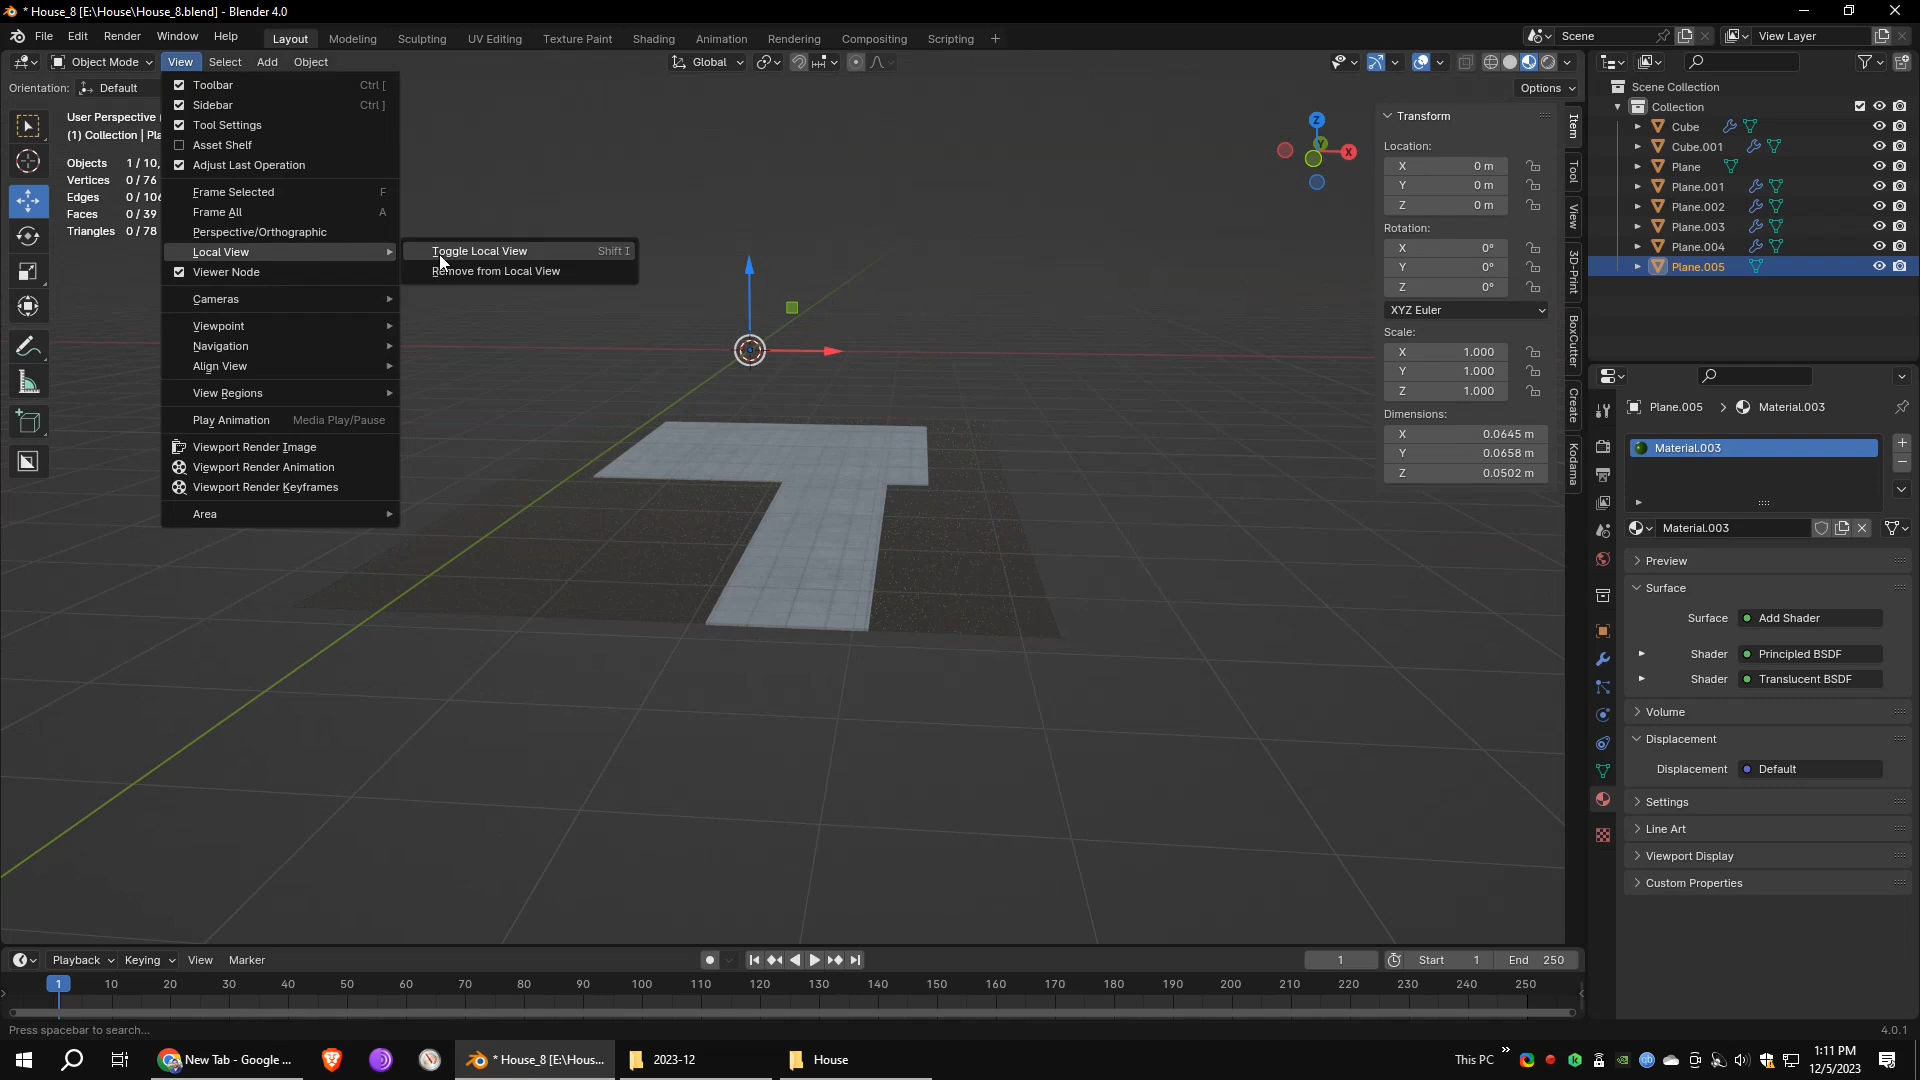 * House_8 [E:\House\House_8.blend] - Blender 4.0
File Edit Render Window Help
Layout Modeling Sculpting UV Editing Texture Paint Shading Animation Rendering Compositing Scripting +
Scene View Layer
Object Mode View Select Add Object Global
Orientation: Default Options
User Perspective (
(1) Collection | Pla
Objects 1 / 10,
Vertices 0 / 76
Edges 0 / 106
Faces 0 / 39
Triangles 0 / 78
Toolbar Ctrl [
Sidebar Ctrl ]
Tool Settings
Asset Shelf
Adjust Last Operation
Frame Selected F
Frame All A
Perspective/Orthographic
Local View
Viewer Node
Cameras
Viewpoint
Navigation
Align View
View Regions
Play Animation Media Play/Pause
Viewport Render Image
Viewport Render Animation
Viewport Render Keyframes
Area
Toggle Local View Shift I
Remove from Local View
Z
Y
X
Transform
Location:
X 0 m
Y 0 m
Z 0 m
Rotation:
X 0°
Y 0°
Z 0°
XYZ Euler
Scale:
X 1.000
Y 1.000
Z 1.000
Dimensions:
X 0.0645 m
Y 0.0658 m
Z 0.0502 m
Item
Tool
View
3D-Print
BoxCutter
Create
Kodama
Scene Collection
Collection
Cube
Cube.001
Plane
Plane.001
Plane.002
Plane.003
Plane.004
Plane.005
Plane.005 Material.003
Material.003
Material.003
Preview
Surface
Surface Add Shader
Shader Principled BSDF
Shader Translucent BSDF
Volume
Displacement
Displacement Default
Settings
Line Art
Viewport Display
Custom Properties
Playback Keying View Marker 1 Start 1 End 250
1 10 20 30 40 50 60 70 80 90 100 110 120 130 140 150 160 170 180 190 200 210 220 230 240 250
Press spacebar to search... 4.0.1
New Tab - Google ... * House_8 [E:\Hous... 2023-12 House This PC 1:11 PM
12/5/2023